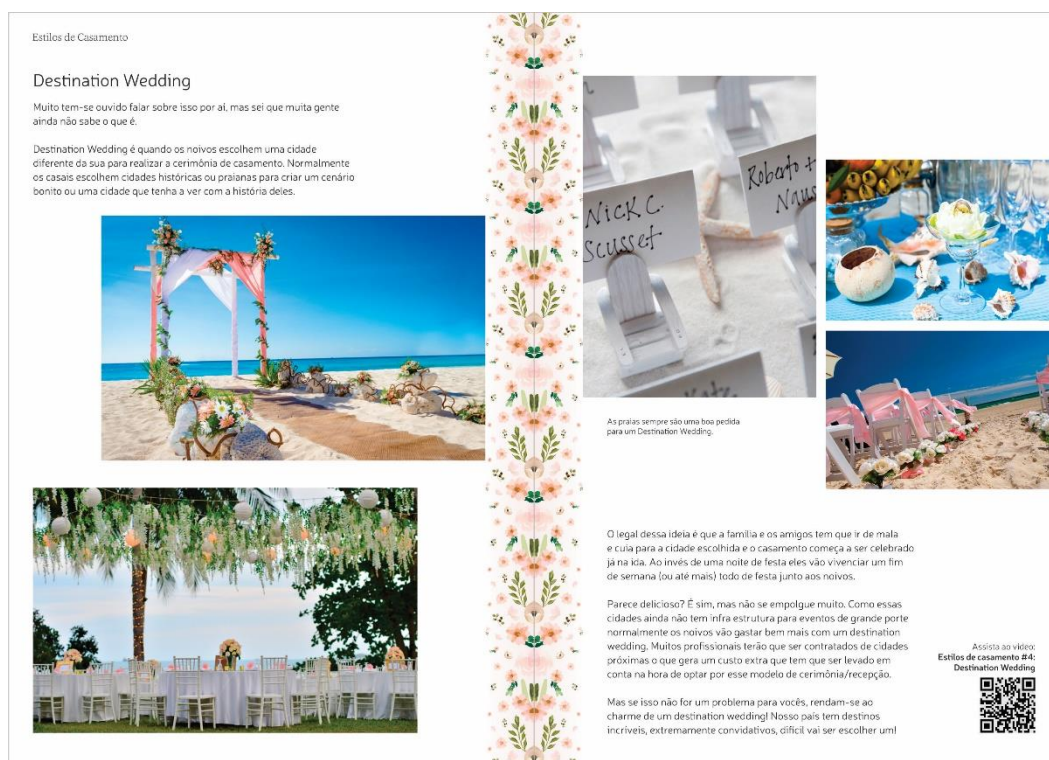 Estilos de Casamento
Destination Wedding
Muito tem-se ouvido falar sobre isso por aí, mas sei que muita gente
ainda não sabe o que é.
Destination Wedding é quando os noivos escolhem uma cidade
diferente da sua para realizar a cerimônia de casamento. Normalmente
os casais escolhem cidades históricas ou praianas para criar um cenário
bonito ou uma cidade que tenha a ver com a história deles.
Roberto +
Naus
Nick C.
Scusset
As praias sempre são uma boa pedida
para um Destination Wedding.
O legal dessa ideia é que a família e os amigos tem que ir de mala
e cuia para a cidade escolhida e o casamento começa a ser celebrado
já na ida. Ao invés de uma noite de festa eles vão vivenciar um fim
de semana (ou até mais) todo de festa junto aos noivos.
Parece delicioso? É sim, mas não se empolgue muito. Como essas
cidades ainda não tem infra estrutura para eventos de grande porte
normalmente os noivos vão gastar bem mais com um destination
wedding. Muitos profissionais terão que ser contratados de cidades
próximas o que gera um custo extra que tem que ser levado em
conta na hora de optar por esse modelo de cerimônia/recepção.
Mas se isso não for um problema para vocês, rendam-se ao
charme de um destination wedding! Nosso país tem destinos
incríveis, extremamente convidativos, difícil vai ser escolher um!
Assista ao vídeo:
Estilos de casamento #4:
Destination Wedding